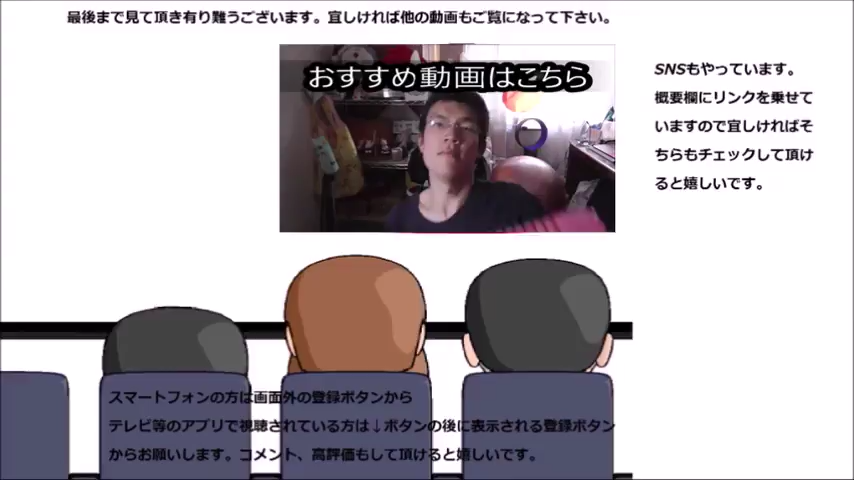 最後まで見て頂き有り難うございます。宜しければ他の動画もご覧になって下さい。
おすすめ動画はこちら
SNSもやっています。
概要欄にリンクを乗せて
いますので宜しければそ
ちらもチェックして頂け
ると嬉しいです。
スマートフォンの方は画面外の登録ボタンから
テレビ等のアプリで視聴されている方は↓ボタンの後に表示される登録ボタン
からお願いします。コメント、高評価もして頂けると嬉しいです。